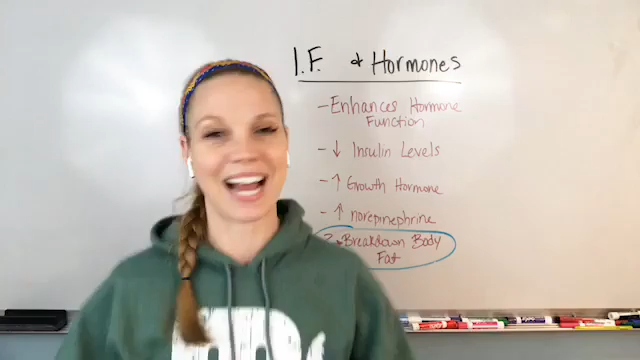 I.F. & Hormones
- Enhances Hormone
Function
- ↓ Insulin Levels
- ↑ Growth Hormone
- ↑ norepinephrine
Breakdown Body
Fat